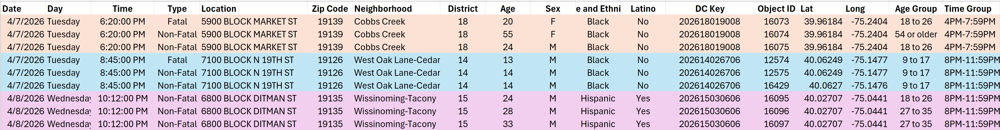 Date Day Time Type Location Zip Code Neighborhood District Age Sex e and Ethni Latino DC Key Object ID Lat Long Age Group Time Group
4/7/2026 Tuesday 6:20:00 PM Fatal 5900 BLOCK MARKET ST 19139 Cobbs Creek 18 20 F Black No 202618019008 16073 39.96184 -75.2404 18 to 26 4PM-7:59PM
4/7/2026 Tuesday 6:20:00 PM Non-Fatal 5900 BLOCK MARKET ST 19139 Cobbs Creek 18 55 F Black No 202618019008 16074 39.96184 -75.2404 54 or older 4PM-7:59PM
4/7/2026 Tuesday 6:20:00 PM Non-Fatal 5900 BLOCK MARKET ST 19139 Cobbs Creek 18 24 M Black No 202618019008 16075 39.96184 -75.2404 18 to 26 4PM-7:59PM
4/7/2026 Tuesday 8:45:00 PM Fatal 7100 BLOCK N 19TH ST 19126 West Oak Lane-Cedar 14 13 M Black No 202614026706 12574 40.06249 -75.1477 9 to 17 8PM-11:59PM
4/7/2026 Tuesday 8:45:00 PM Non-Fatal 7100 BLOCK N 19TH ST 19126 West Oak Lane-Cedar 14 14 M Black No 202614026706 12575 40.06249 -75.1477 9 to 17 8PM-11:59PM
4/7/2026 Tuesday 8:45:00 PM Non-Fatal 7100 BLOCK N 19TH ST 19126 West Oak Lane-Cedar 14 14 M Black No 202614026706 16429 40.0627 -75.1476 9 to 17 8PM-11:59PM
4/8/2026 Wednesday 10:12:00 PM Non-Fatal 6800 BLOCK DITMAN ST 19135 Wissinoming-Tacony 15 24 M Hispanic Yes 202615030606 16095 40.02707 -75.0441 18 to 26 8PM-11:59PM
4/8/2026 Wednesday 10:12:00 PM Non-Fatal 6800 BLOCK DITMAN ST 19135 Wissinoming-Tacony 15 28 M Hispanic Yes 202615030606 16096 40.02707 -75.0441 27 to 35 8PM-11:59PM
4/8/2026 Wednesday 10:12:00 PM Non-Fatal 6800 BLOCK DITMAN ST 19135 Wissinoming-Tacony 15 33 M Hispanic Yes 202615030606 16097 40.02707 -75.0441 27 to 35 8PM-11:59PM